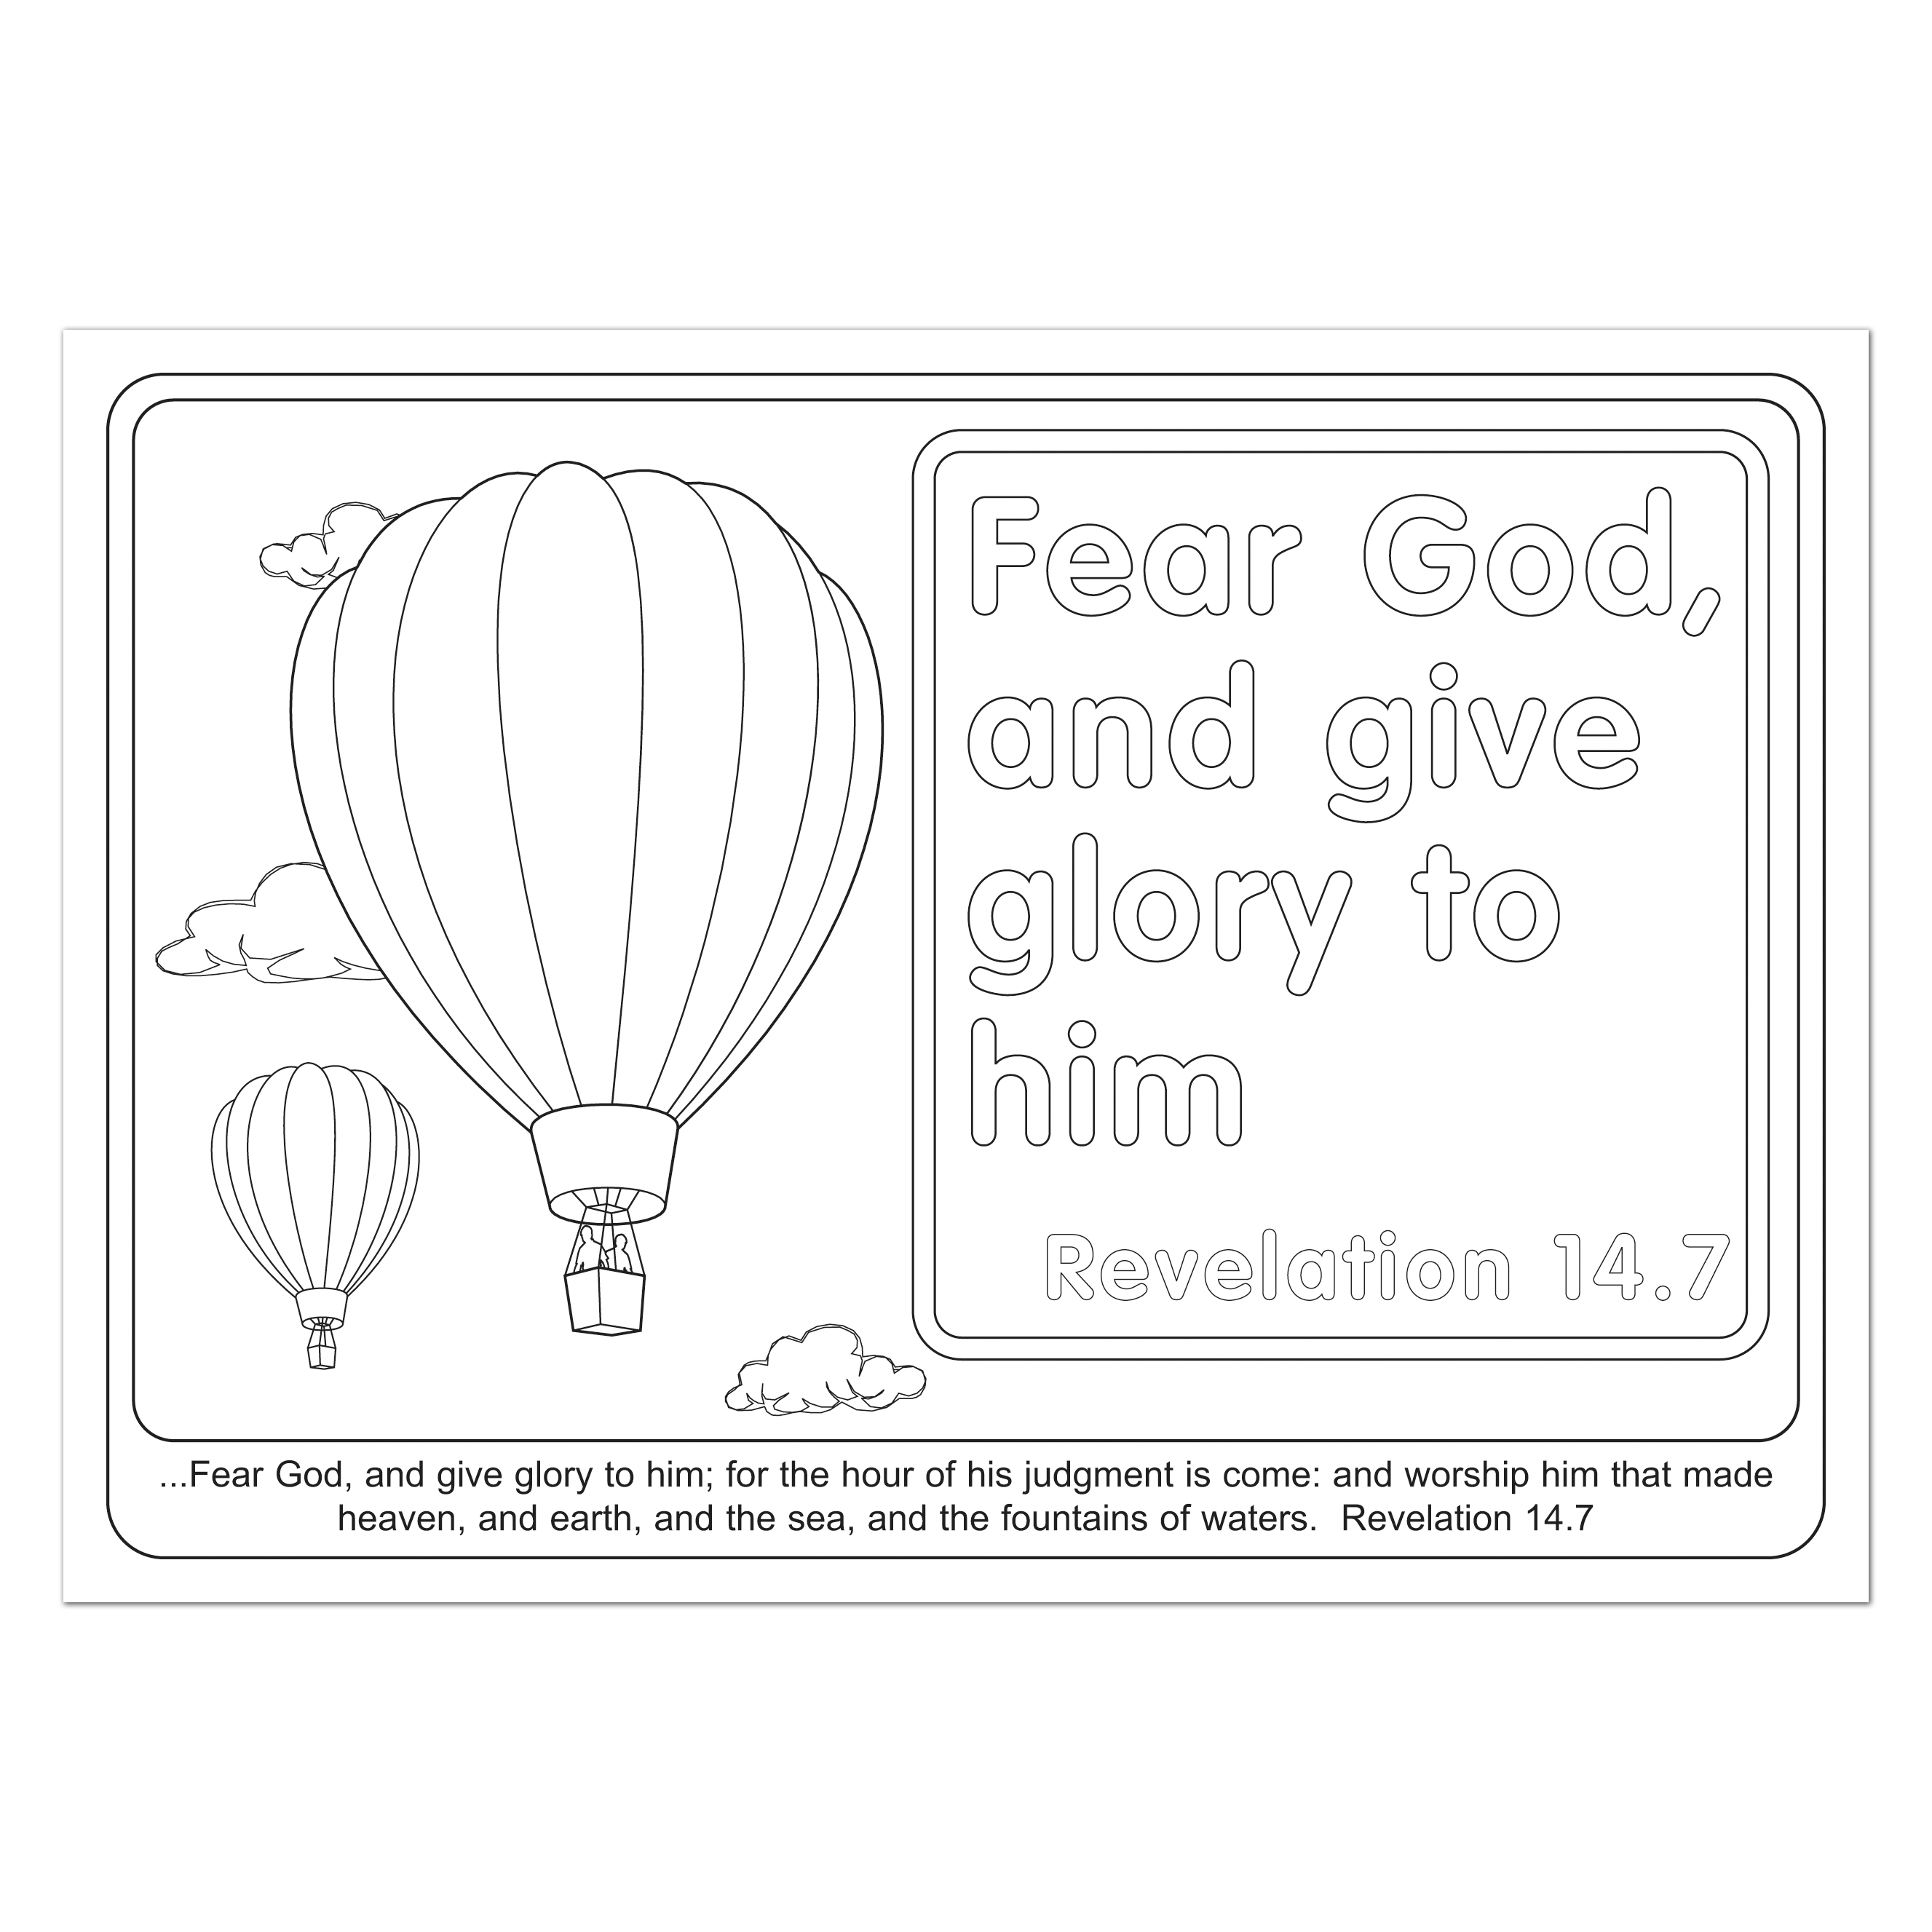 Fear God,
and give
glory to
him
Revelation 14.7
...Fear God, and give glory to him; for the hour of his judgment is come: and worship him that made
heaven, and earth, and the sea, and the fountains of waters.  Revelation 14.7